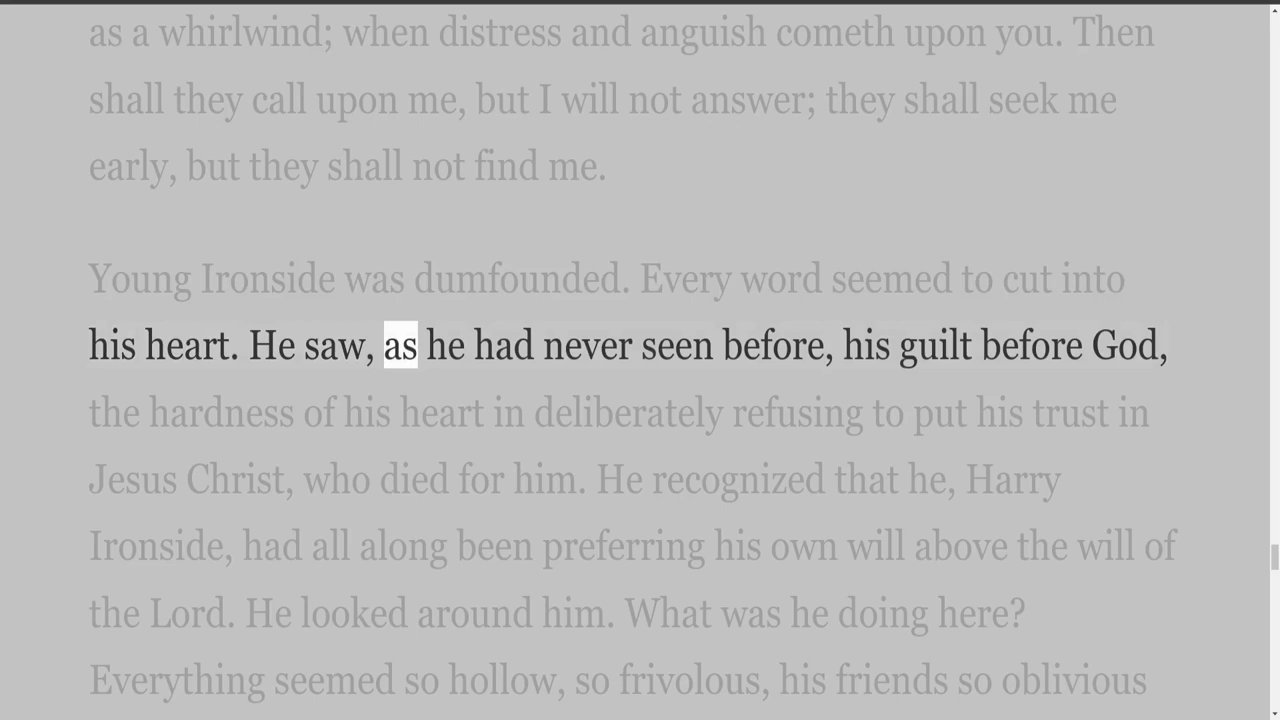 as a whirlwind; when distress and anguish cometh upon you. Then
shall they call upon me, but I will not answer; they shall seek me
early, but they shall not find me.
Young Ironside was dumfounded. Every word seemed to cut into
his heart. He saw, as he had never seen before, his guilt before God,
the hardness of his heart in deliberately refusing to put his trust in
Jesus Christ, who died for him. He recognized that he, Harry
Ironside, had all along been preferring his own will above the will of
the Lord. He looked around him. What was he doing here?
Everything seemed so hollow, so frivolous, his friends so oblivious